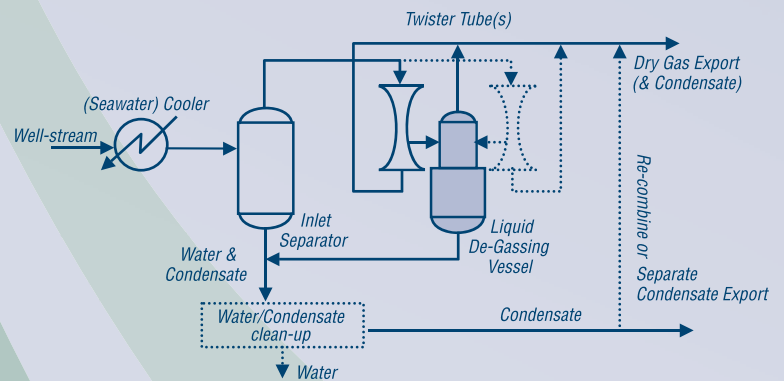 Twister Tube(s)
Dry Gas Export
(& Condensate)
(Seawater) Cooler
Well-stream
Re-combine or
Inlet
Separator
Liquid
De-Gassing
Vessel
Water &
Condensate
Separate
Condensate Export
Water/Condensate
clean-up
Condensate
Water